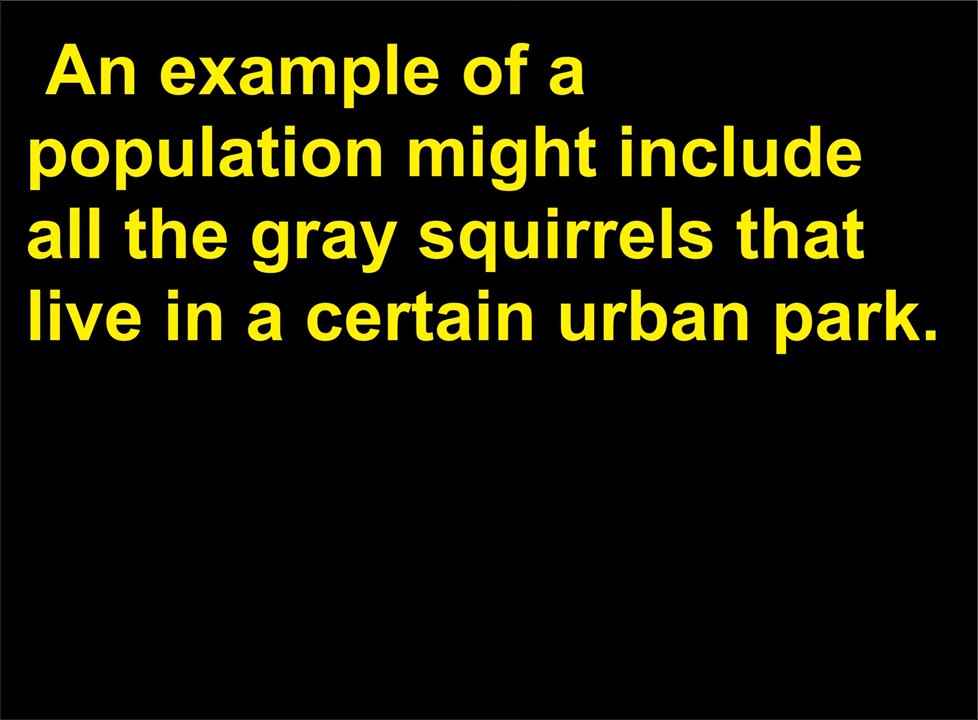 An example of a
population might include
all the gray squirrels that
live in a certain urban park.